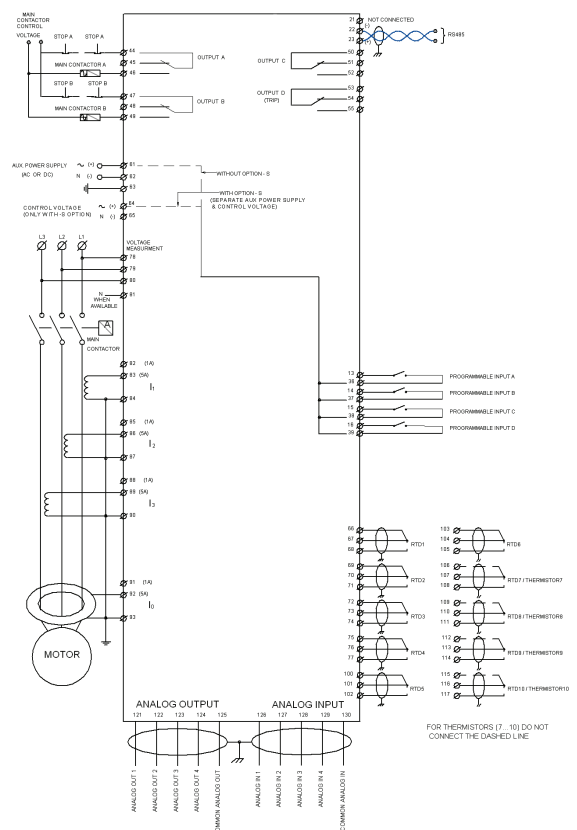 MAIN
CONTACTOR
CONTROL
VOLTAGE
STOP A STOP A
MAIN CONTACTOR A
STOP B STOP B
MAIN CONTACTOR B
44
45
46
OUTPUT A
47
48
49
OUTPUT B
21 NOT CONNECTED
22 (-)
23 (+)
RS485
50
51
52
OUTPUT C
53
54
55
OUTPUT D
(TRIP)
AUX. POWER SUPPLY ~ (+) 61
(AC OR DC) N (-) 62
63
WITHOUT OPTION - S
WITH OPTION - S
(SEPARATE AUX POWER SUPPLY
& CONTROL VOLTAGE)
CONTROL VOLTAGE ~ (+) 64
(ONLY WITH -S OPTION) N (-) 65
L3 L2 L1
VOLTAGE
MEASURMENT
78
79
80
N 81
WHEN
AVAILABLE
A
MAIN
CONTACTOR
82 (1A)
83 (5A)
I1
84
85 (1A)
86 (5A)
I2
87
88 (1A)
89 (5A)
I3
90
91 (1A)
92 (5A)
I0
93
MOTOR
13
36
PROGRAMMABLE INPUT A
14
37
PROGRAMMABLE INPUT B
15
38
PROGRAMMABLE INPUT C
16
39
PROGRAMMABLE INPUT D
66
67
68
RTD1
69
70
71
RTD2
72
73
74
RTD3
75
76
77
RTD4
100
101
102
RTD5
103
104
105
RTD6
106
107
108
RTD7 / THERMISTOR7
109
110
111
RTD8 / THERMISTOR8
112
113
114
RTD9 / THERMISTOR9
115
116
117
RTD10 / THERMISTOR10
ANALOG OUTPUT
121 122 123 124 125
ANALOG INPUT
126 127 128 129 130
ANALOG OUT 1
ANALOG OUT 2
ANALOG OUT 3
ANALOG OUT 4
COMMON ANALOG OUT
ANALOG IN 1
ANALOG IN 2
ANALOG IN 3
ANALOG IN 4
COMMON ANALOG IN
FOR THERMISTORS (7...10) DO NOT
CONNECT THE DASHED LINE